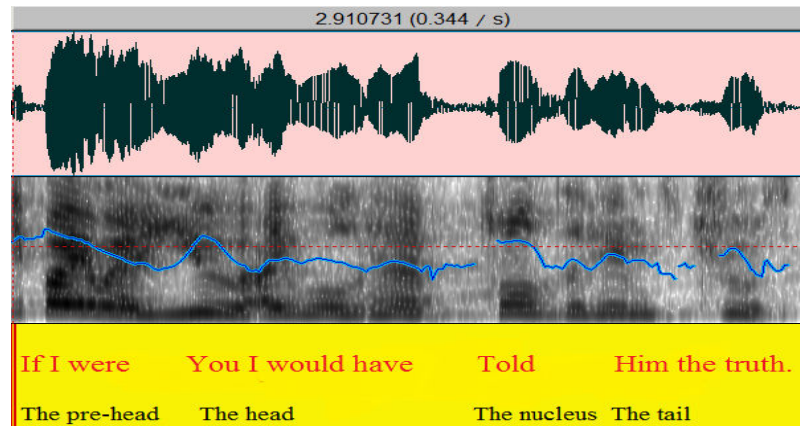 2.910731 (0.344 / s)
If I were You I would have Told Him the truth.
The pre-head The head The nucleus The tail